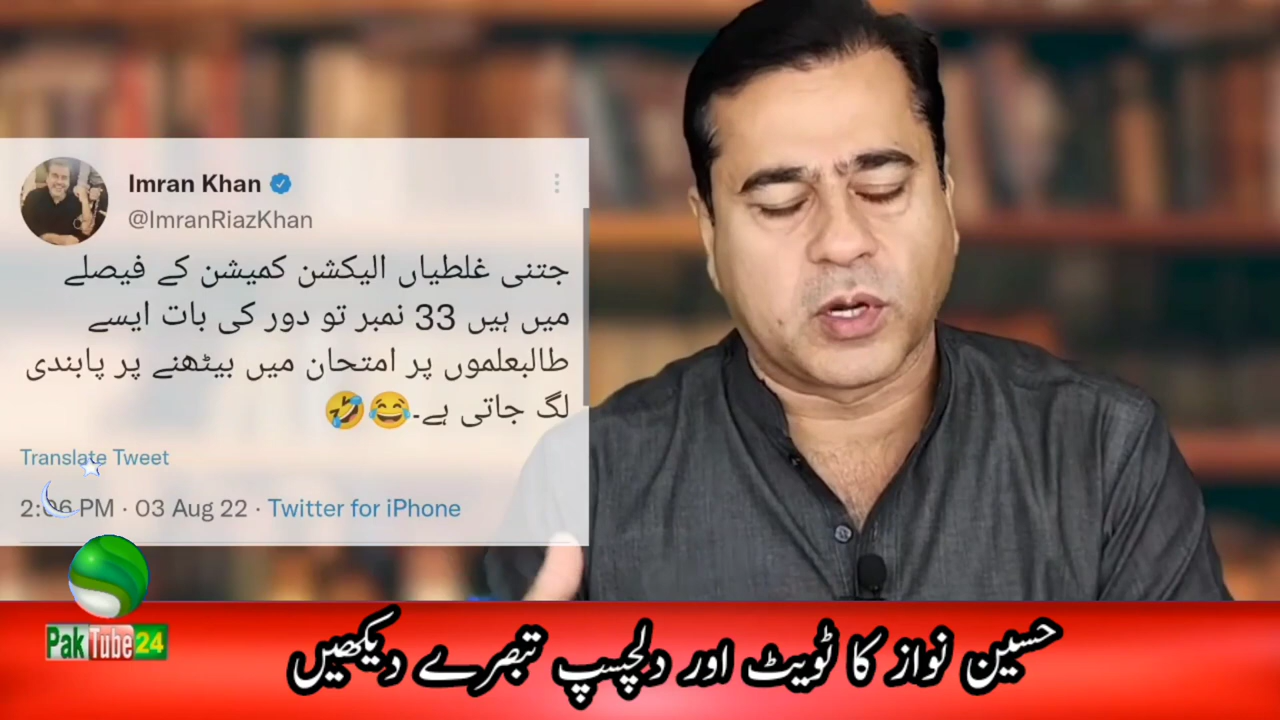 Imran Khan
@ImranRiazKhan
جتنی غلطیاں الیکشن کمیشن کے فیصلے
میں ہیں 33 نمبر تو دور کی بات ایسے
طالبعلموں پر امتحان میں بیٹھنے پر پابندی
لگ جاتی ہے۔😂🤣
Translate Tweet
2:06 PM · 03 Aug 22 · Twitter for iPhone
PakTube24
حسین نواز کا ٹویٹ اور دلچسپ تبصرے دیکھیں